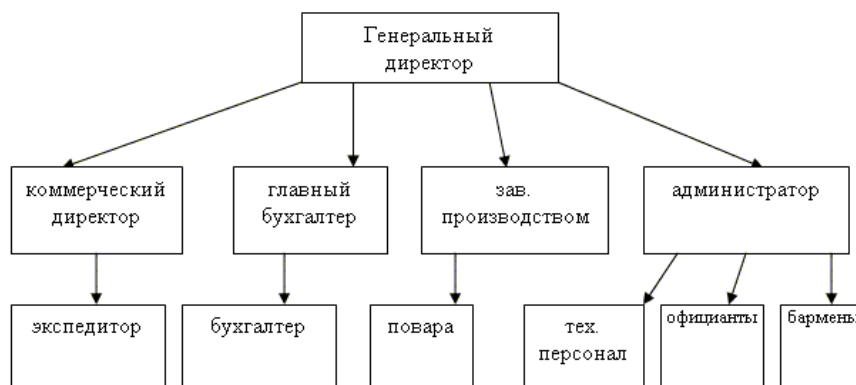 Генеральный
директор
коммерческий
директор
главный
бухгалтер
зав.
производством
администратор
экспедитор
бухгалтер
повара
тех.
персонал
официанты
бармены